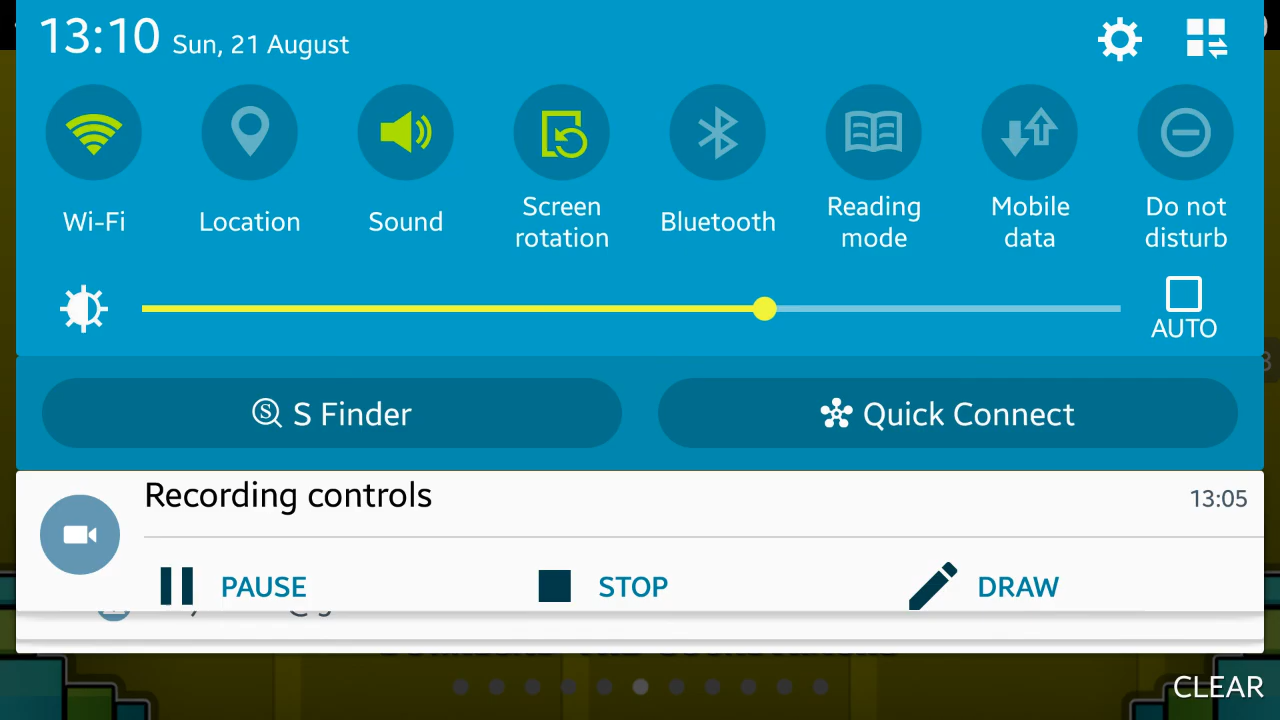 13:10 Sun, 21 August
Wi-Fi
Location
Sound
Screen
rotation
Bluetooth
Reading
mode
Mobile
data
Do not
disturb
AUTO
S Finder
Quick Connect
Recording controls
13:05
PAUSE
STOP
DRAW
CLEAR